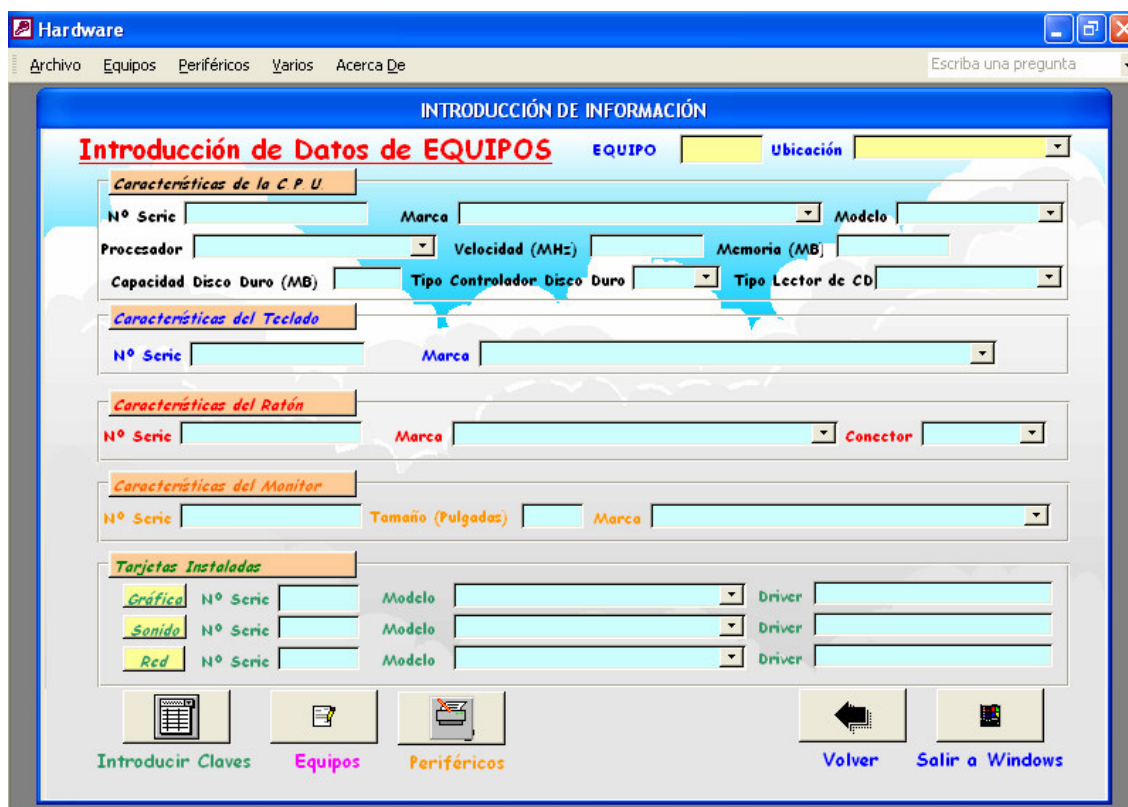 Hardware
Archivo Equipos Periféricos Varios Acerca De Escriba una pregunta
INTRODUCCIÓN DE INFORMACIÓN
Introducción de Datos de EQUIPOS EQUIPO Ubicación
Características de la C.P.U.
Nº Serie Marca Modelo
Procesador Velocidad (MHz) Memoria (MB)
Capacidad Disco Duro (MB) Tipo Controlador Disco Duro Tipo Lector de CD
Características del Teclado
Nº Serie Marca
Características del Ratón
Nº Serie Marca Conector
Características del Monitor
Nº Serie Tamaño (Pulgadas) Marca
Tarjetas Instaladas
Gráfica Nº Serie Modelo Driver
Sonido Nº Serie Modelo Driver
Red Nº Serie Modelo Driver
Introducir Claves Equipos Periféricos Volver Salir a Windows